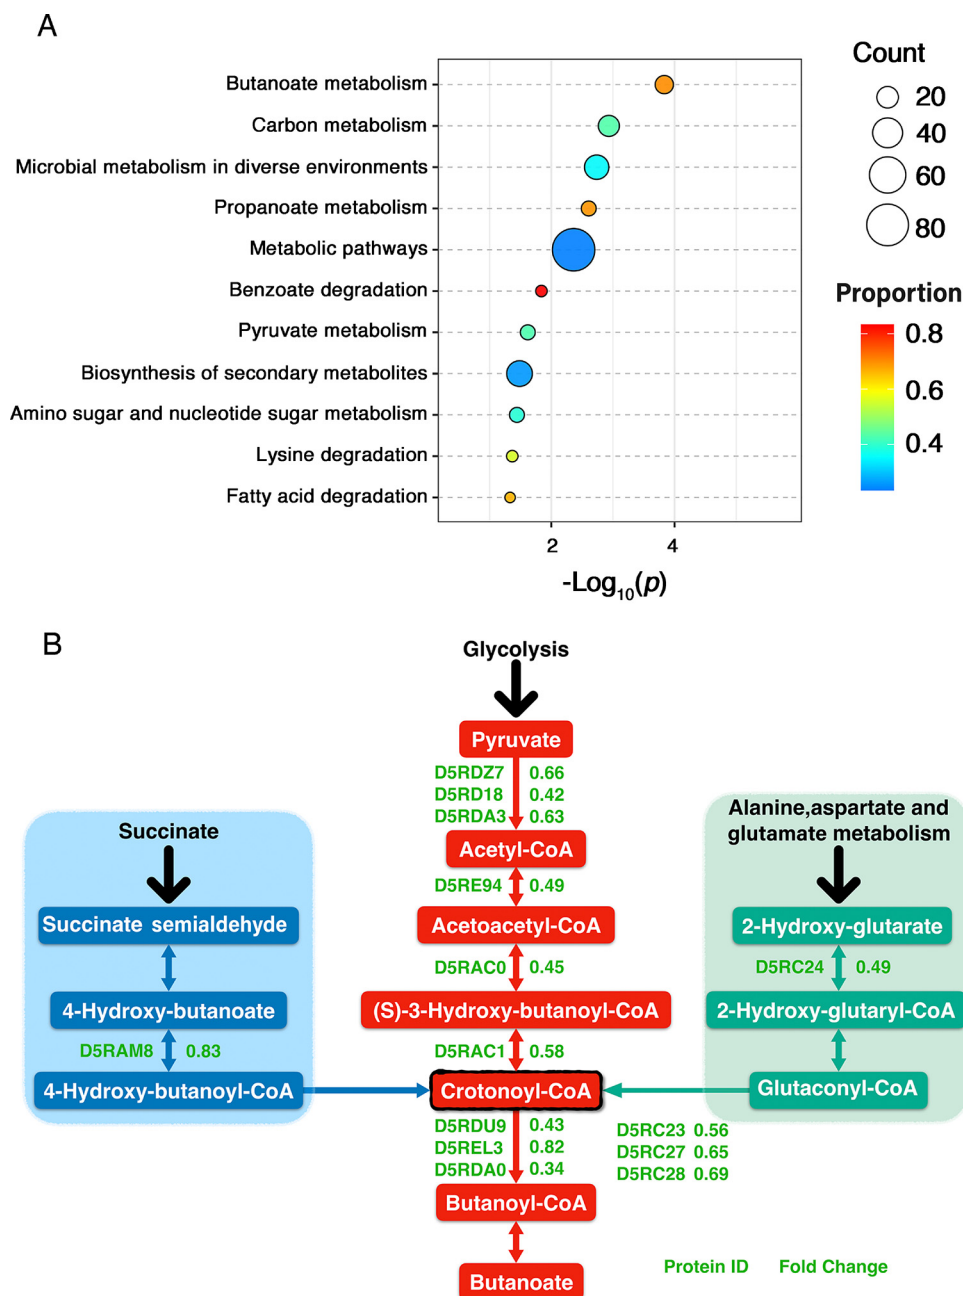 A
Butanoate metabolism
Carbon metabolism
Microbial metabolism in diverse environments
Propanoate metabolism
Metabolic pathways
Benzoate degradation
Pyruvate metabolism
Biosynthesis of secondary metabolites
Amino sugar and nucleotide sugar metabolism
Lysine degradation
Fatty acid degradation
2 4
-Log10(p)
Count
20
40
60
80
Proportion
0.8
0.6
0.4
B
Glycolysis
Pyruvate
D5RDZ7 0.66
D5RD18 0.42
D5RDA3 0.63
Acetyl-CoA
D5RE94 0.49
Acetoacetyl-CoA
D5RAC0 0.45
(S)-3-Hydroxy-butanoyl-CoA
D5RAC1 0.58
Crotonoyl-CoA
D5RDU9 0.43
D5REL3 0.82
D5RDA0 0.34
Butanoyl-CoA
Butanoate
Succinate
Succinate semialdehyde
4-Hydroxy-butanoate
D5RAM8 0.83
4-Hydroxy-butanoyl-CoA
Alanine,aspartate and
glutamate metabolism
2-Hydroxy-glutarate
D5RC24 0.49
2-Hydroxy-glutaryl-CoA
Glutaconyl-CoA
D5RC23 0.56
D5RC27 0.65
D5RC28 0.69
Protein ID Fold Change